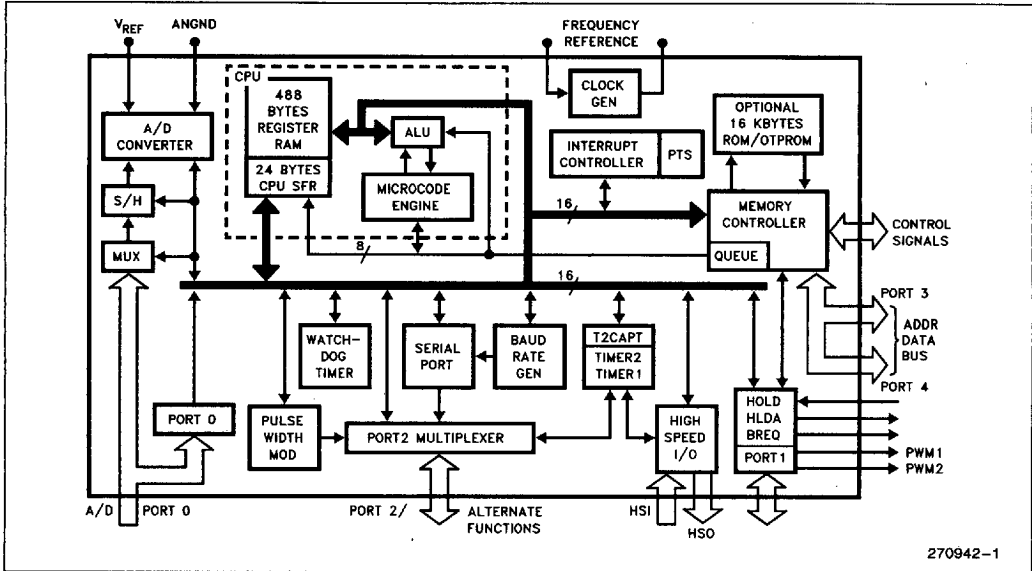 V_REF
ANGND
FREQUENCY
REFERENCE
CPU
488
BYTES
REGISTER
RAM
24 BYTES
CPU SFR
ALU
MICROCODE
ENGINE
CLOCK
GEN
OPTIONAL
16 KBYTES
ROM/OTPROM
INTERRUPT
CONTROLLER
PTS
A/D
CONVERTER
S/H
MUX
16
MEMORY
CONTROLLER
QUEUE
CONTROL
SIGNALS
8
16
PORT 3
ADDR
DATA
BUS
PORT 4
WATCH-
DOG
TIMER
SERIAL
PORT
BAUD
RATE
GEN
T2CAPT
TIMER2
TIMER1
PORT 0
PULSE
WIDTH
MOD
PORT2 MULTIPLEXER
HIGH
SPEED
I/O
HOLD
HLDA
BREQ
PORT1
PWM1
PWM2
A/D
PORT 0
PORT 2/
ALTERNATE
FUNCTIONS
HSI
HSO
270942-1